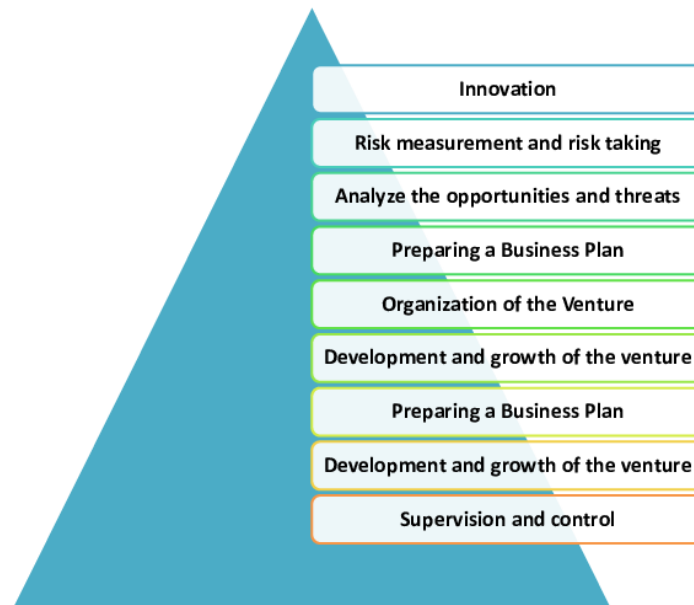 Innovation
Risk measurement and risk taking
Analyze the opportunities and threats
Preparing a Business Plan
Organization of the Venture
Development and growth of the venture
Preparing a Business Plan
Development and growth of the venture
Supervision and control